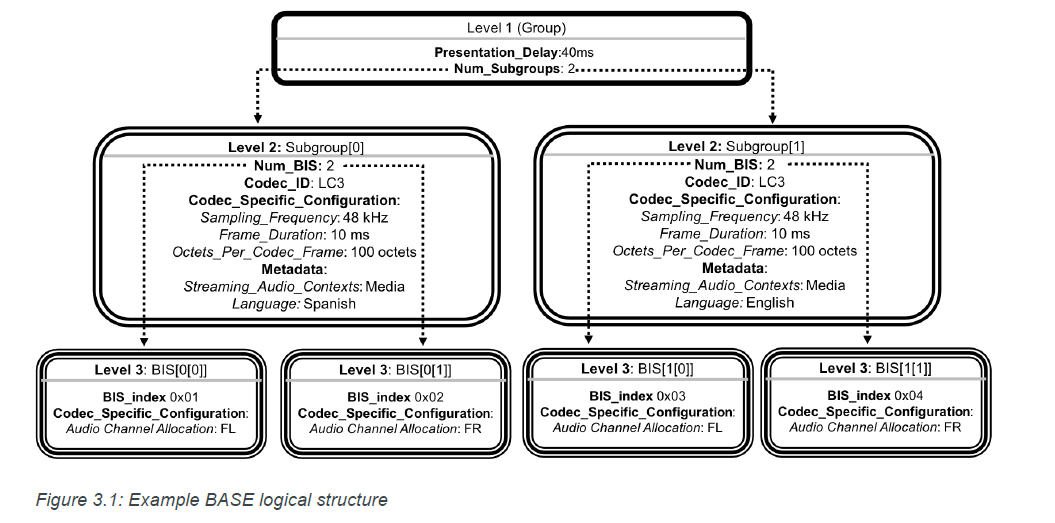 Level 1 (Group)
Presentation_Delay:40ms
Num_Subgroups: 2
Level 2: Subgroup[0]
Num_BIS: 2
Codec_ID: LC3
Codec_Specific_Configuration:
Sampling_Frequency: 48 kHz
Frame_Duration: 10 ms
Octets_Per_Codec_Frame: 100 octets
Metadata:
Streaming_Audio_Contexts: Media
Language: Spanish
Level 2: Subgroup[1]
Num_BIS: 2
Codec_ID: LC3
Codec_Specific_Configuration:
Sampling_Frequency: 48 kHz
Frame_Duration: 10 ms
Octets_Per_Codec_Frame: 100 octets
Metadata:
Streaming_Audio_Contexts: Media
Language: English
Level 3: BIS[0[0]]
BIS_index 0x01
Codec_Specific_Configuration:
Audio Channel Allocation: FL
Level 3: BIS[0[1]]
BIS_index 0x02
Codec_Specific_Configuration:
Audio Channel Allocation: FR
Level 3: BIS[1[0]]
BIS_index 0x03
Codec_Specific_Configuration:
Audio Channel Allocation: FL
Level 3: BIS[1[1]]
BIS_index 0x04
Codec_Specific_Configuration:
Audio Channel Allocation: FR
Figure 3.1: Example BASE logical structure